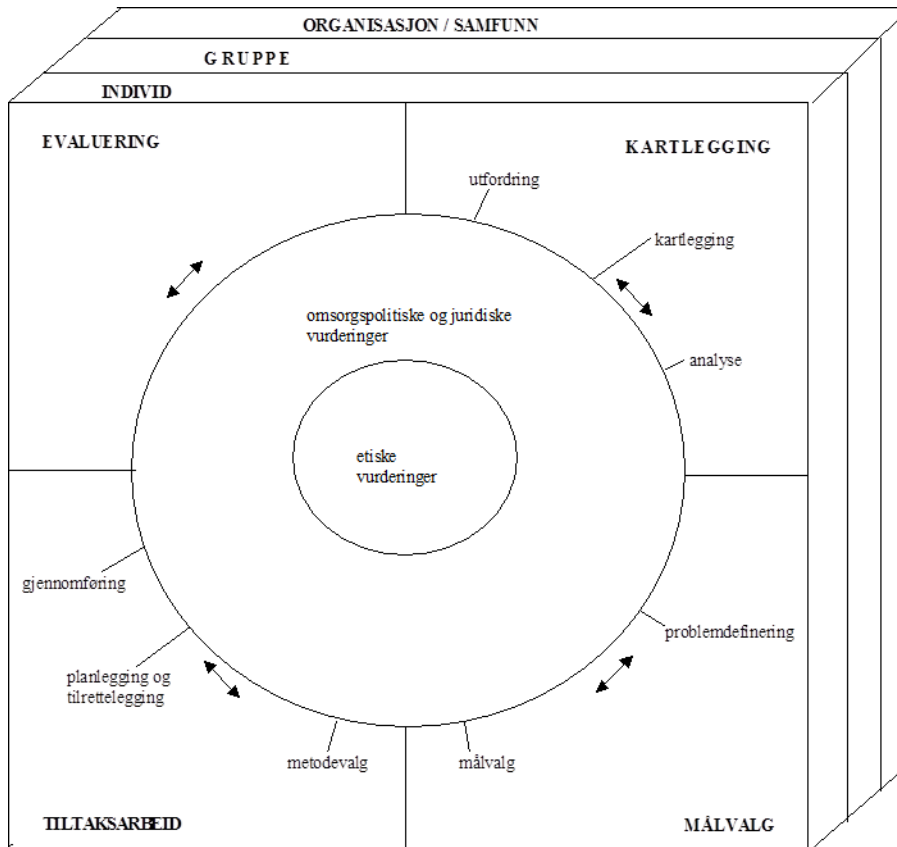 ORGANISASJON / SAMFUNN
GRUPPE
INDIVID
EVALUERING
KARTLEGGING
utfordring
kartlegging
omsorgspolitiske og juridiske
vurderinger
analyse
etiske
vurderinger
gjennomføring
problemdefinering
planlegging og
tilrettelegging
metodevalg
målvalg
TILTAKSARBEID
MÅLVALG